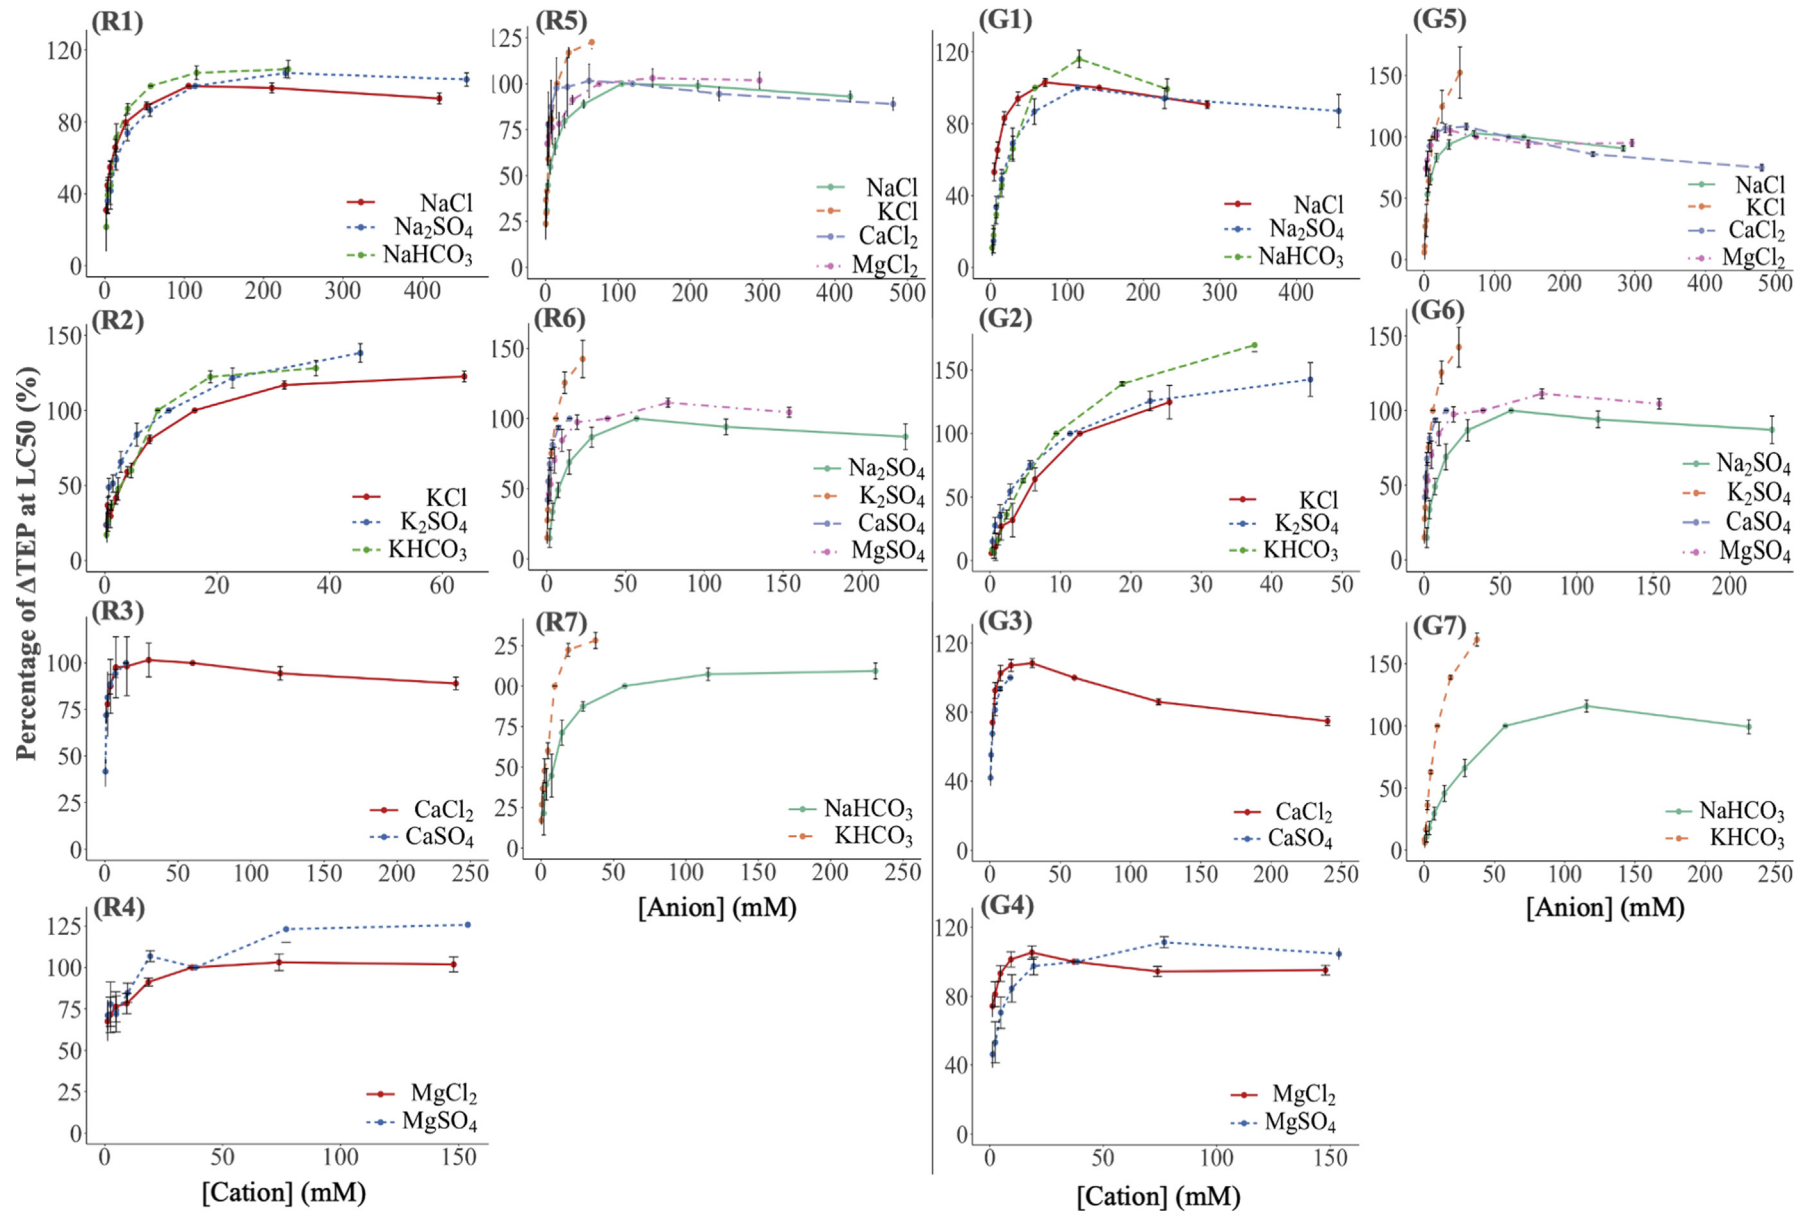 Percentage of ΔTEP at LC50 (%)
(R1)
120
80
40
0
NaCl
Na₂SO₄
NaHCO₃
0 100 200 300 400
(R5)
25
100
75
50
25
0
NaCl
KCl
CaCl₂
MgCl₂
0 100 200 300 400 500
(G1)
120
80
40
0
NaCl
Na₂SO₄
NaHCO₃
0 100 200 300 400
(G5)
150
100
50
0
NaCl
KCl
CaCl₂
MgCl₂
0 100 200 300 400 500
(R2)
150
100
50
0
KCl
K₂SO₄
KHCO₃
0 20 40 60
(R6)
150
100
50
0
Na₂SO₄
K₂SO₄
CaSO₄
MgSO₄
0 50 100 150 200
(G2)
150
100
50
0
KCl
K₂SO₄
KHCO₃
0 10 20 30 40 50
(G6)
150
100
50
0
Na₂SO₄
K₂SO₄
CaSO₄
MgSO₄
0 50 100 150 200
(R3)
100
75
50
25
0
CaCl₂
CaSO₄
0 50 100 150 200 250
(R7)
25
00
75
50
25
0
NaHCO₃
KHCO₃
0 50 100 150 200 250
[Anion] (mM)
(G3)
120
80
40
0
CaCl₂
CaSO₄
0 50 100 150 200 250
(G7)
150
100
50
0
NaHCO₃
KHCO₃
0 50 100 150 200 250
[Anion] (mM)
(R4)
125
100
75
50
25
0
MgCl₂
MgSO₄
0 50 100 150
[Cation] (mM)
(G4)
120
80
40
0
MgCl₂
MgSO₄
0 50 100 150
[Cation] (mM)